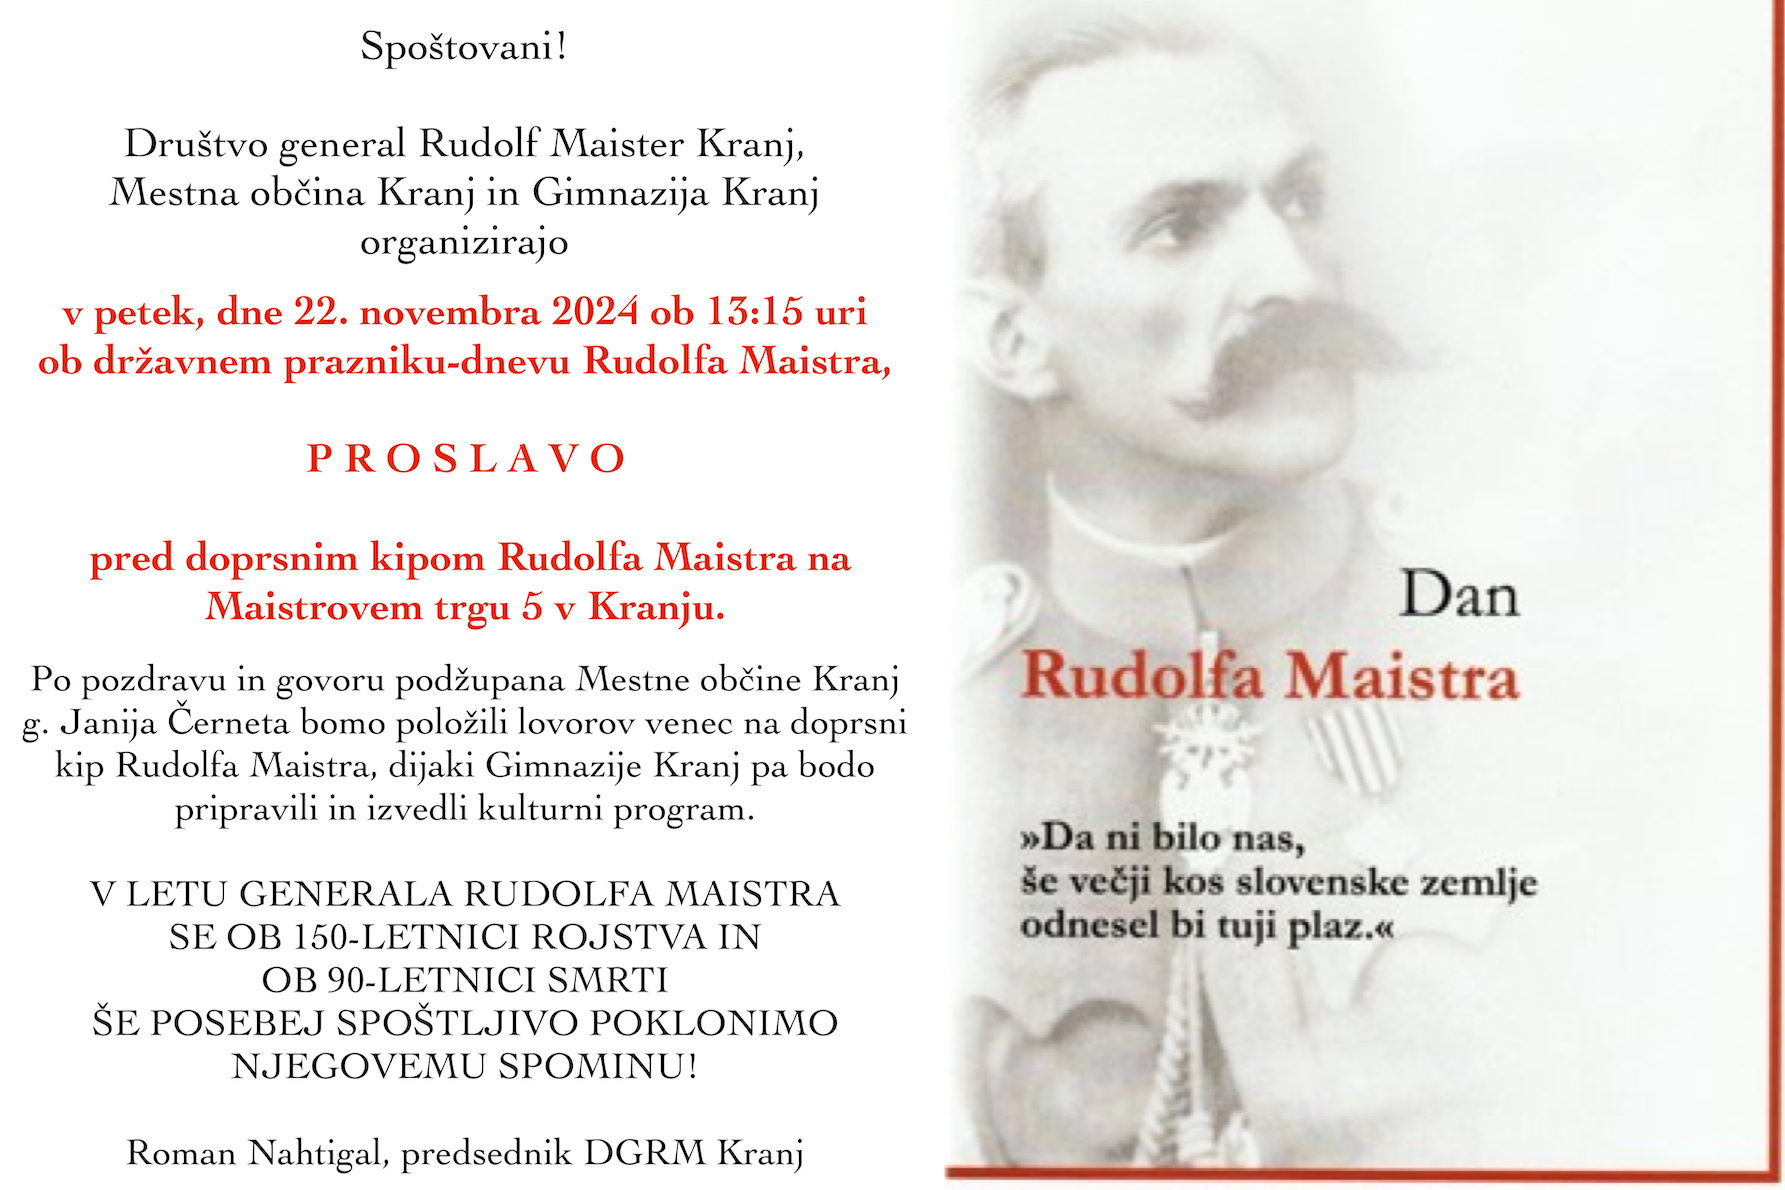 Spoštovani!
Društvo general Rudolf Maister Kranj,
Mestna občina Kranj in Gimnazija Kranj
organizirajo
v petek, dne 22. novembra 2024 ob 13:15 uri
ob državnem prazniku-dnevu Rudolfa Maistra,
P R O S L A V O
pred doprsnim kipom Rudolfa Maistra na
Maistrovem trgu 5 v Kranju.
Po pozdravu in govoru podžupana Mestne občine Kranj
g. Janija Černeta bomo položili lovorov venec na doprsni
kip Rudolfa Maistra, dijaki Gimnazije Kranj pa bodo
pripravili in izvedli kulturni program.
V LETU GENERALA RUDOLFA MAISTRA
SE OB 150-LETNICI ROJSTVA IN
OB 90-LETNICI SMRTI
ŠE POSEBEJ SPOŠTLJIVO POKLONIMO
NJEGOVEMU SPOMINU!
Roman Nahtigal, predsednik DGRM Kranj
Dan
Rudolfa Maistra
»Da ni bilo nas,
še večji kos slovenske zemlje
odnesel bi tuji plaz.«